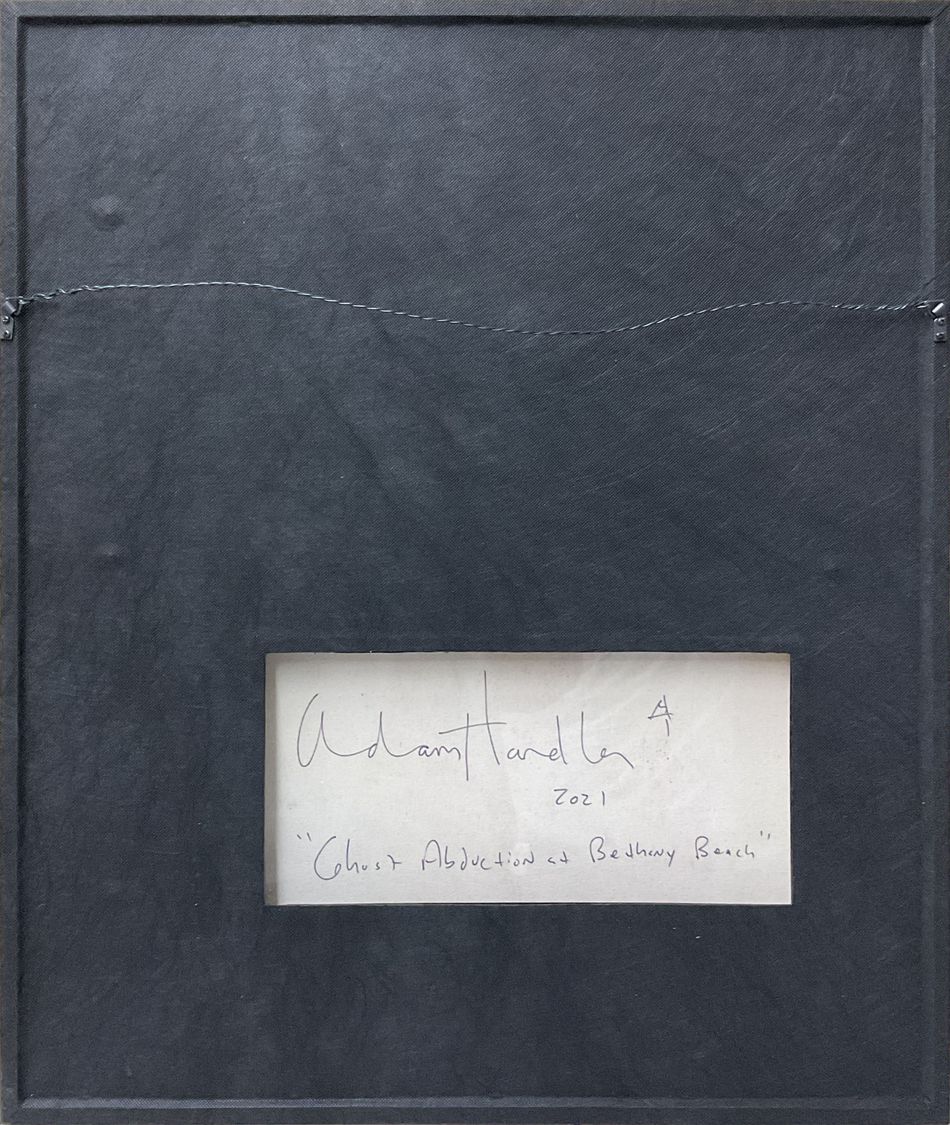 Adam Handler
2021
"Ghost Abduction at Bethany Beach"